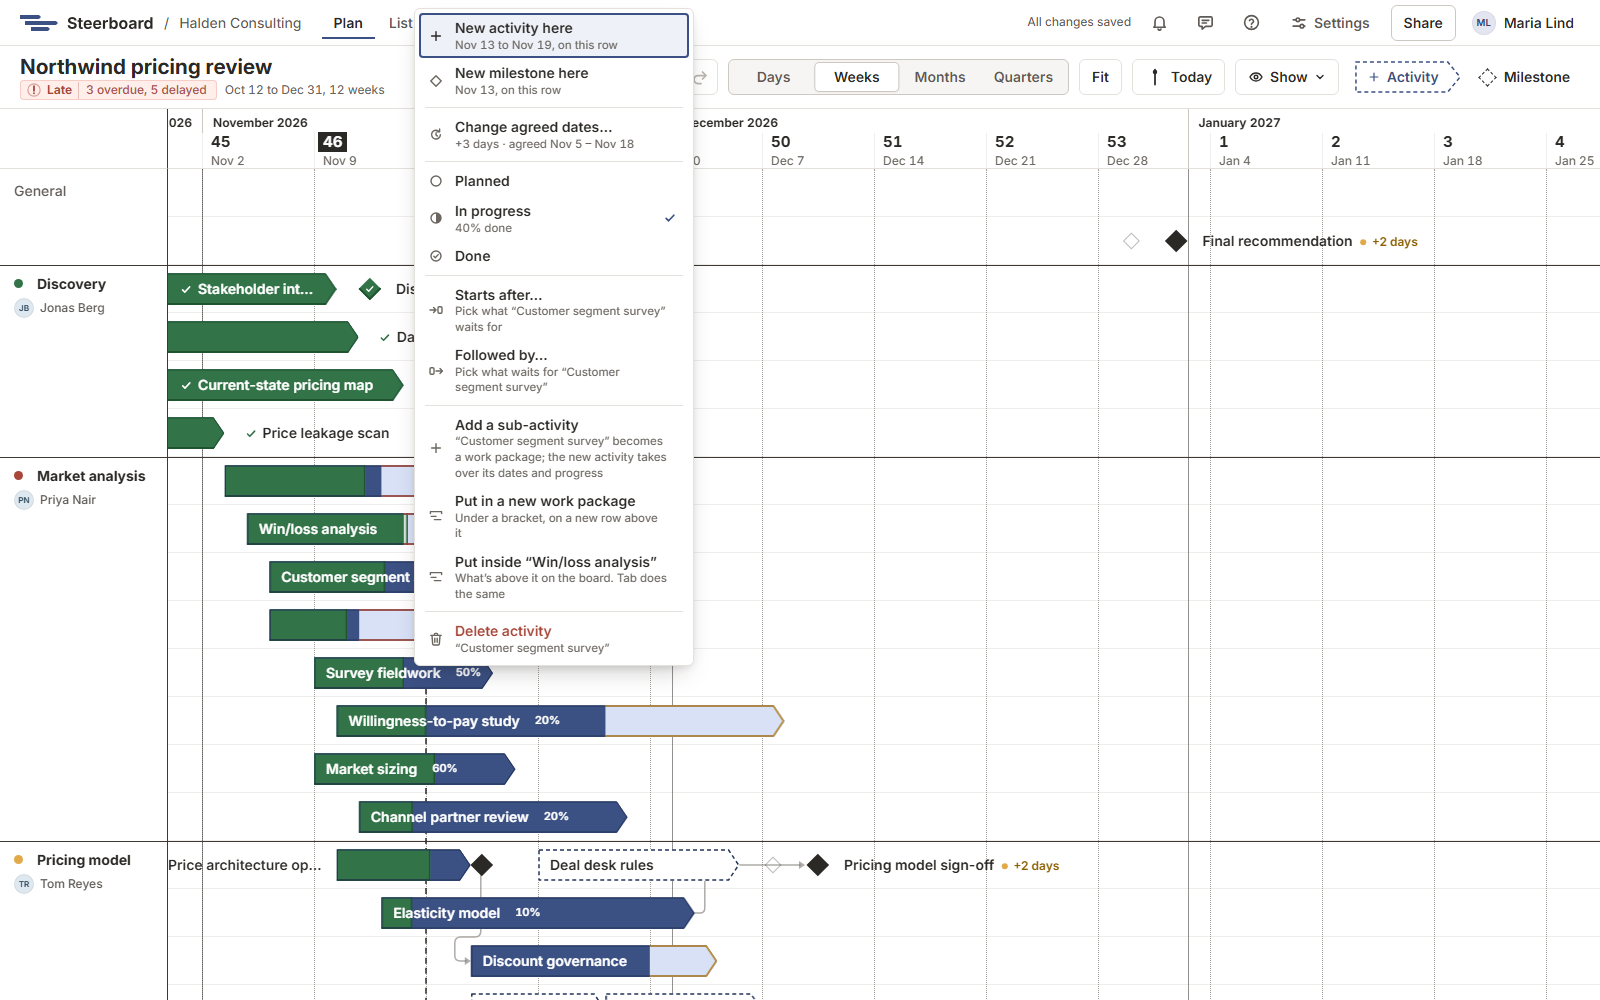 Steerboard / Halden Consulting Plan List All changes saved Settings Share ML Maria Lind
Northwind pricing review
Late 3 overdue, 5 delayed Oct 12 to Dec 31, 12 weeks
Days Weeks Months Quarters Fit Today Show + Activity Milestone
026 November 2026 ecember 2026 January 2027
45 46 50 51 52 53 1 2 3 4
Nov 2 Nov 9 0 Dec 7 Dec 14 Dec 21 Dec 28 Jan 4 Jan 11 Jan 18 Jan 25
New activity here
Nov 13 to Nov 19, on this row
New milestone here
Nov 13, on this row
Change agreed dates...
+3 days · agreed Nov 5 – Nov 18
Planned
In progress
40% done
Done
Starts after...
Pick what “Customer segment survey”
waits for
Followed by...
Pick what waits for “Customer
segment survey”
Add a sub-activity
“Customer segment survey” becomes
a work package; the new activity takes
over its dates and progress
Put in a new work package
Under a bracket, on a new row above
it
Put inside “Win/loss analysis”
What’s above it on the board. Tab does
the same
Delete activity
“Customer segment survey”
General
Final recommendation +2 days
Discovery
JB Jonas Berg
Stakeholder int... Dis
Da
Current-state pricing map
Price leakage scan
Market analysis
PN Priya Nair
Win/loss analysis
Customer segment
Survey fieldwork 50%
Willingness-to-pay study 20%
Market sizing 60%
Channel partner review 20%
Pricing model
TR Tom Reyes
Price architecture op... Deal desk rules Pricing model sign-off +2 days
Elasticity model 10%
Discount governance